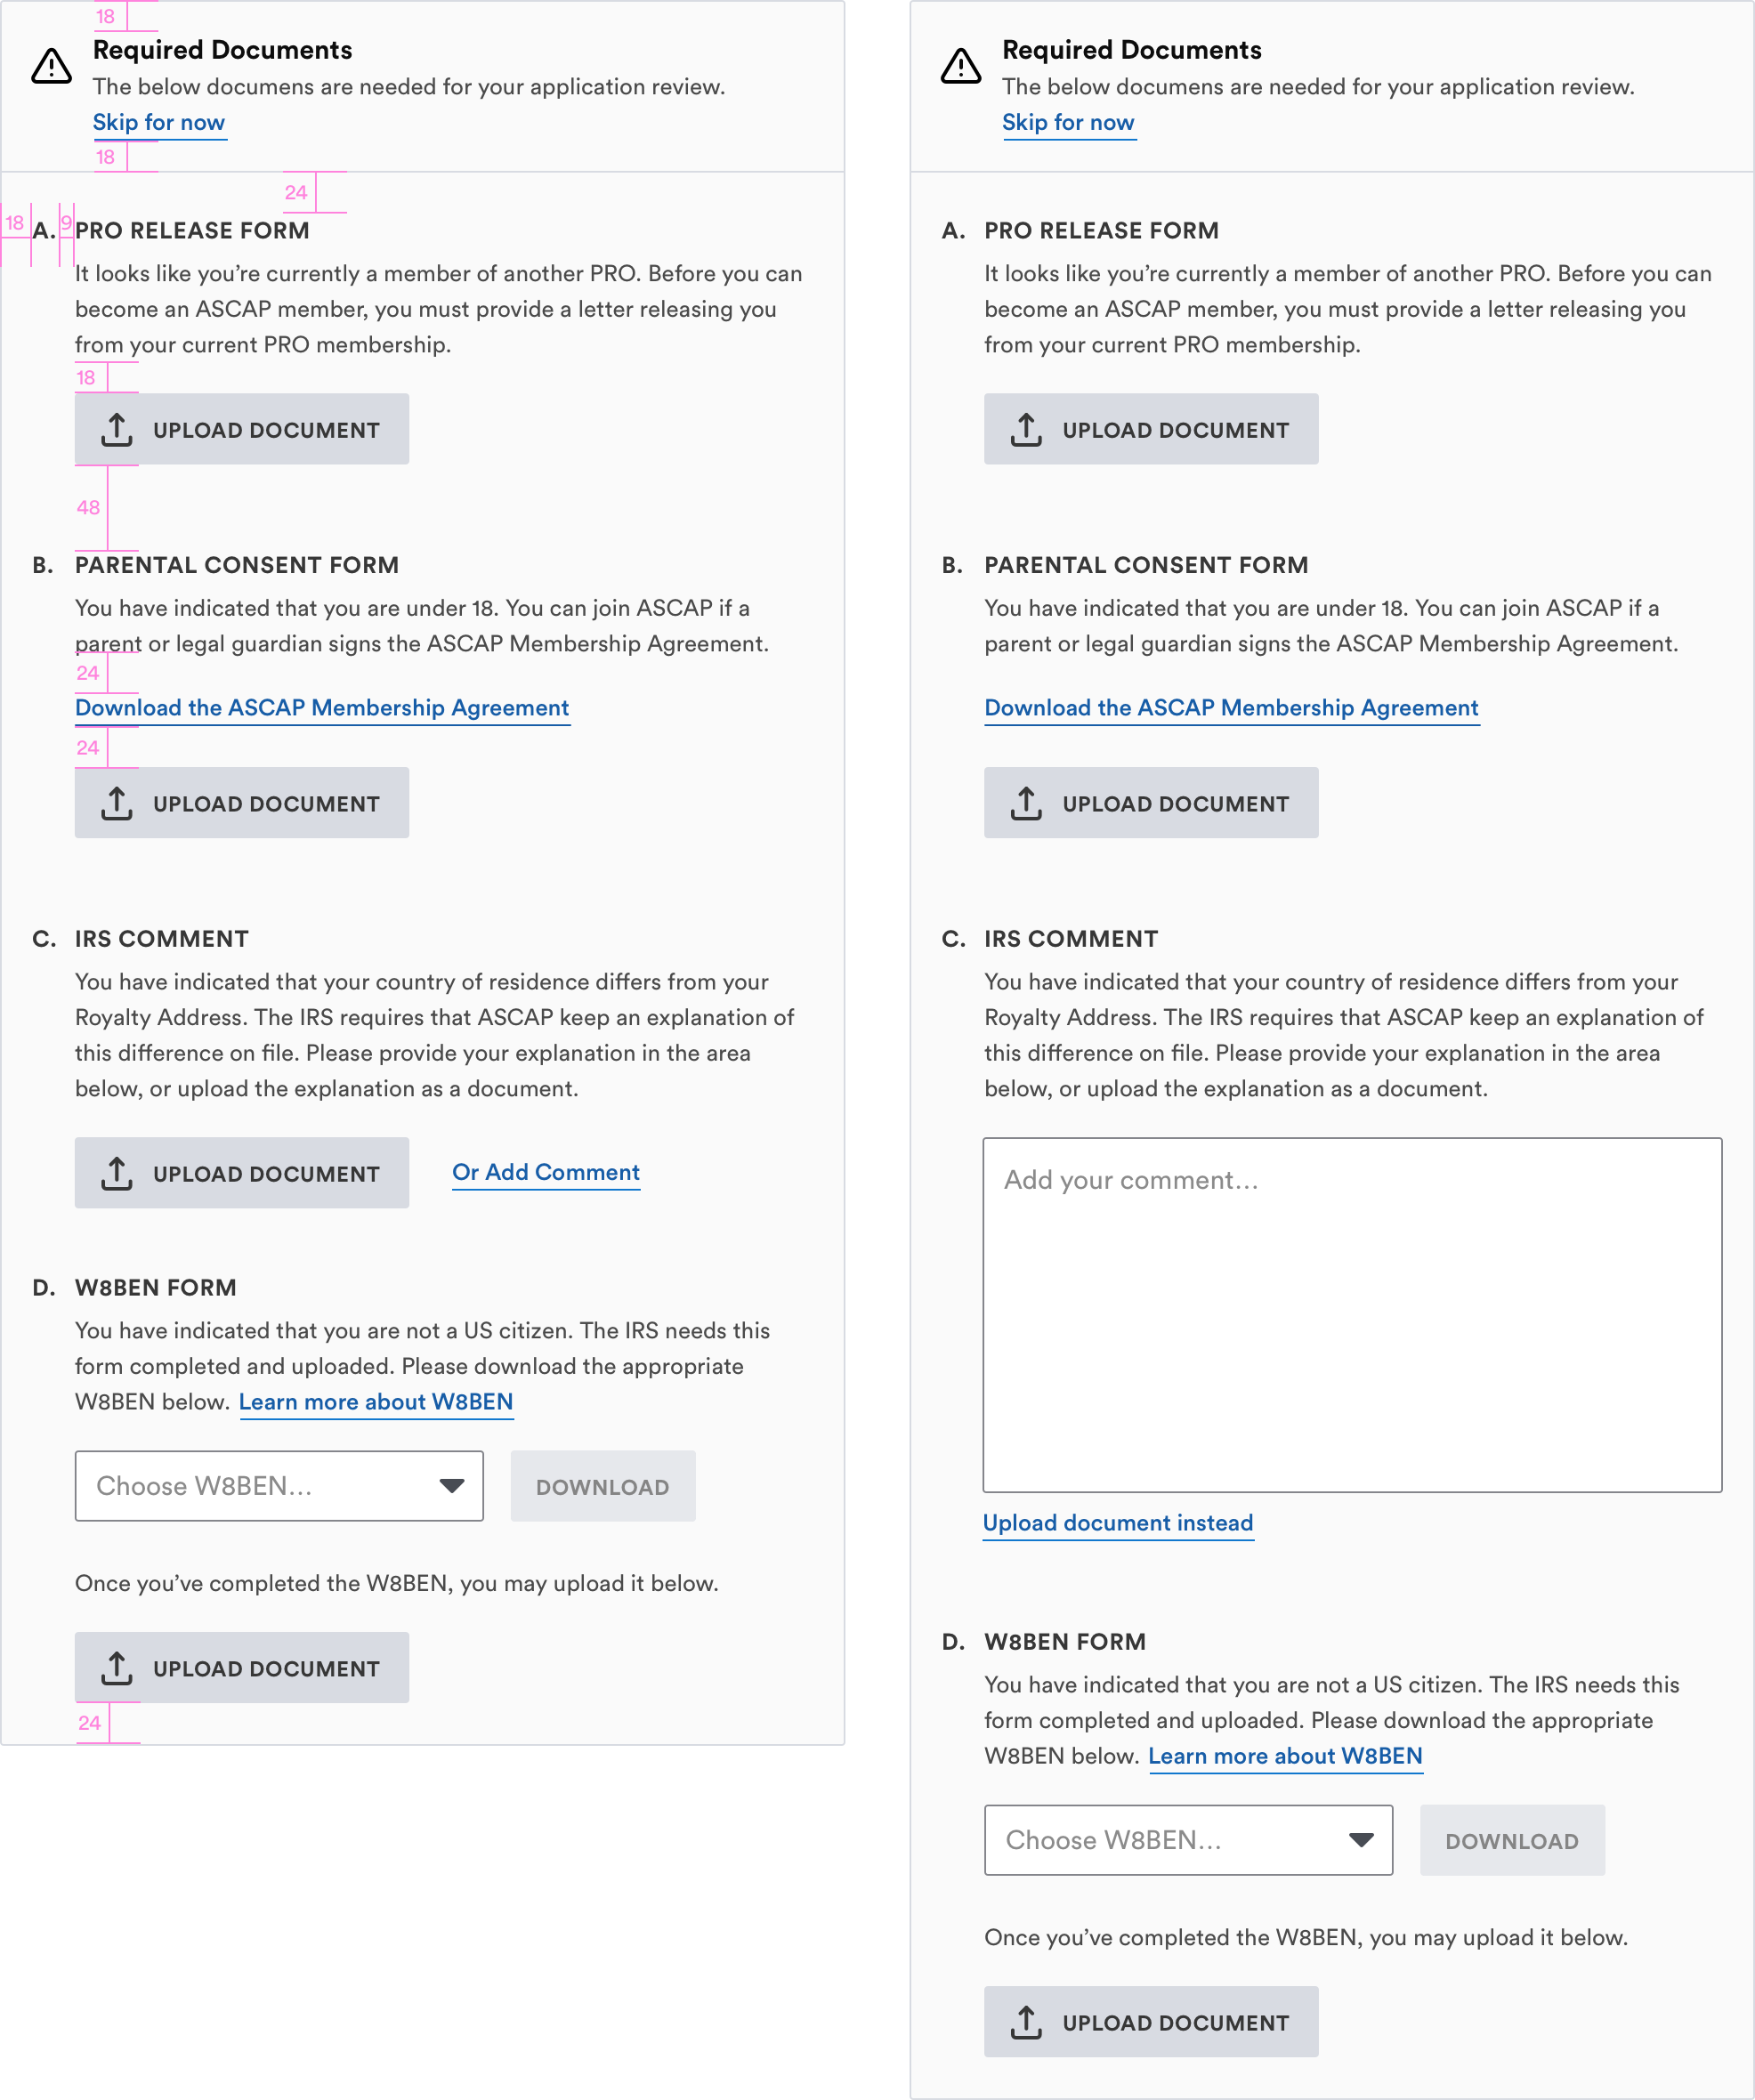 18
Required Documents
The below documens are needed for your application review.
Skip for now
18
24
18
9
A. PRO RELEASE FORM
It looks like you’re currently a member of another PRO. Before you can
become an ASCAP member, you must provide a letter releasing you
from your current PRO membership.
18
UPLOAD DOCUMENT
48
B. PARENTAL CONSENT FORM
You have indicated that you are under 18. You can join ASCAP if a
parent or legal guardian signs the ASCAP Membership Agreement.
24
Download the ASCAP Membership Agreement
24
UPLOAD DOCUMENT
C. IRS COMMENT
You have indicated that your country of residence differs from your
Royalty Address. The IRS requires that ASCAP keep an explanation of
this difference on file. Please provide your explanation in the area
below, or upload the explanation as a document.
UPLOAD DOCUMENT Or Add Comment
D. W8BEN FORM
You have indicated that you are not a US citizen. The IRS needs this
form completed and uploaded. Please download the appropriate
W8BEN below. Learn more about W8BEN
Choose W8BEN... DOWNLOAD
Once you’ve completed the W8BEN, you may upload it below.
UPLOAD DOCUMENT
24
Required Documents
The below documens are needed for your application review.
Skip for now
A. PRO RELEASE FORM
It looks like you’re currently a member of another PRO. Before you can
become an ASCAP member, you must provide a letter releasing you
from your current PRO membership.
UPLOAD DOCUMENT
B. PARENTAL CONSENT FORM
You have indicated that you are under 18. You can join ASCAP if a
parent or legal guardian signs the ASCAP Membership Agreement.
Download the ASCAP Membership Agreement
UPLOAD DOCUMENT
C. IRS COMMENT
You have indicated that your country of residence differs from your
Royalty Address. The IRS requires that ASCAP keep an explanation of
this difference on file. Please provide your explanation in the area
below, or upload the explanation as a document.
Add your comment...
Upload document instead
D. W8BEN FORM
You have indicated that you are not a US citizen. The IRS needs this
form completed and uploaded. Please download the appropriate
W8BEN below. Learn more about W8BEN
Choose W8BEN... DOWNLOAD
Once you’ve completed the W8BEN, you may upload it below.
UPLOAD DOCUMENT